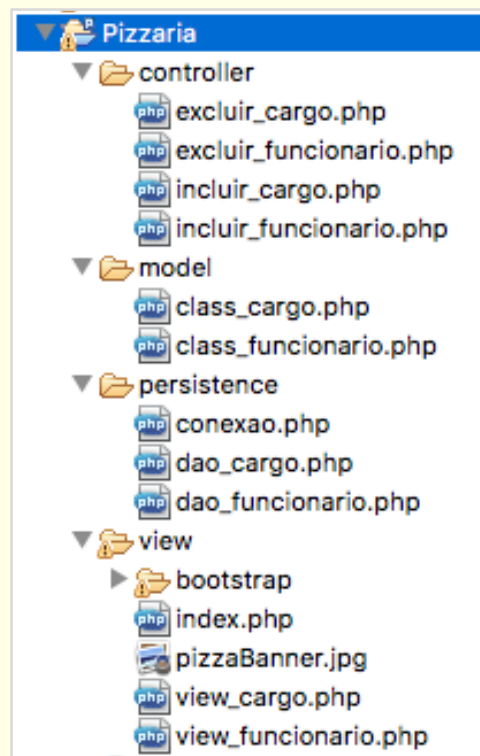 Pizzaria
controller
excluir_cargo.php
excluir_funcionario.php
incluir_cargo.php
incluir_funcionario.php
model
class_cargo.php
class_funcionario.php
persistence
conexao.php
dao_cargo.php
dao_funcionario.php
view
bootstrap
index.php
pizzaBanner.jpg
view_cargo.php
view_funcionario.php